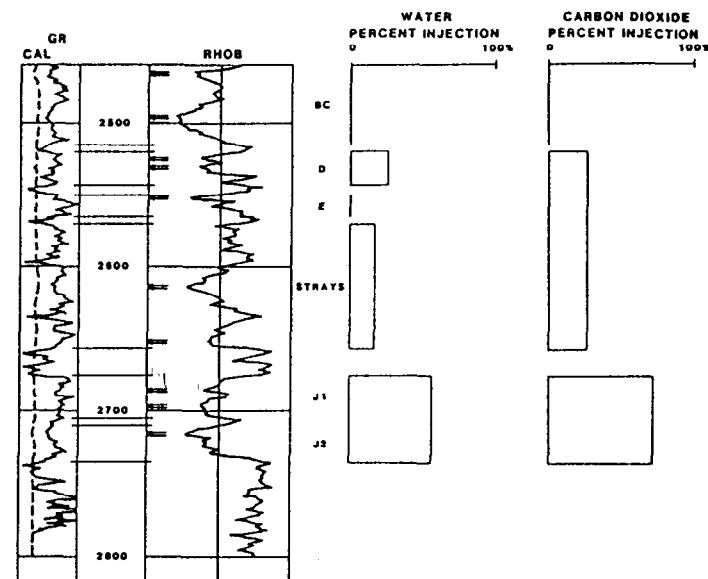 GR
CAL
RHOB
WATER
PERCENT INJECTION
0
100%
CARBON DIOXIDE
PERCENT INJECTION
0
100%
BC
2500
D
E
2600
STRAYS
J1
2700
J2
2800